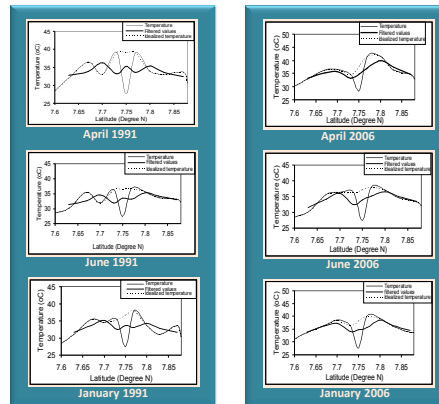 Temperature
Filtered values
Idealized temperature
Temperature (oC)
45
40
35
30
25
7.6 7.65 7.7 7.75 7.8 7.85
Latitude (Degree N)
April 1991
Temperature
Filtered values
Idealized temperature
Temperature (oC)
45
40
35
30
25
7.6 7.65 7.7 7.75 7.8 7.85
Latitude (Degree N)
June 1991
Temperature
Filtered values
Idealized temperature
Temperature (oC)
45
40
35
30
25
7.6 7.65 7.7 7.75 7.8 7.85
Latitude (Degree N)
January 1991
Temperature
Filtered values
Idealized temperature
Temperature (oC)
50
45
40
35
30
25
7.6 7.65 7.7 7.75 7.8 7.85
Latitude (Degree N)
April 2006
Temperature
Filtered values
Idealized temperature
Temperature (oC)
45
40
35
30
25
7.6 7.65 7.7 7.75 7.8 7.85
Latitude (Degree N)
June 2006
Temperature
Filtered values
Idealized temperature
Temperature (oC)
50
45
40
35
30
25
7.6 7.65 7.7 7.75 7.8 7.85
Latitude (Degree N)
January 2006